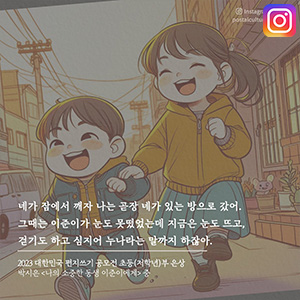 Instagram
postalcultu
네가 잠에서 깨자 나는 곧장 네가 있는 방으로 갔어.
그때는 이준이가 눈도 못떴었는데 지금은 눈도 뜨고,
걷기도 하고 심지어 누나라는 말까지 하잖아.
2023 대한민국 편지쓰기 공모전 초등(저학년)부 은상
박시은 <나의 소중한 동생 이준이에게> 중